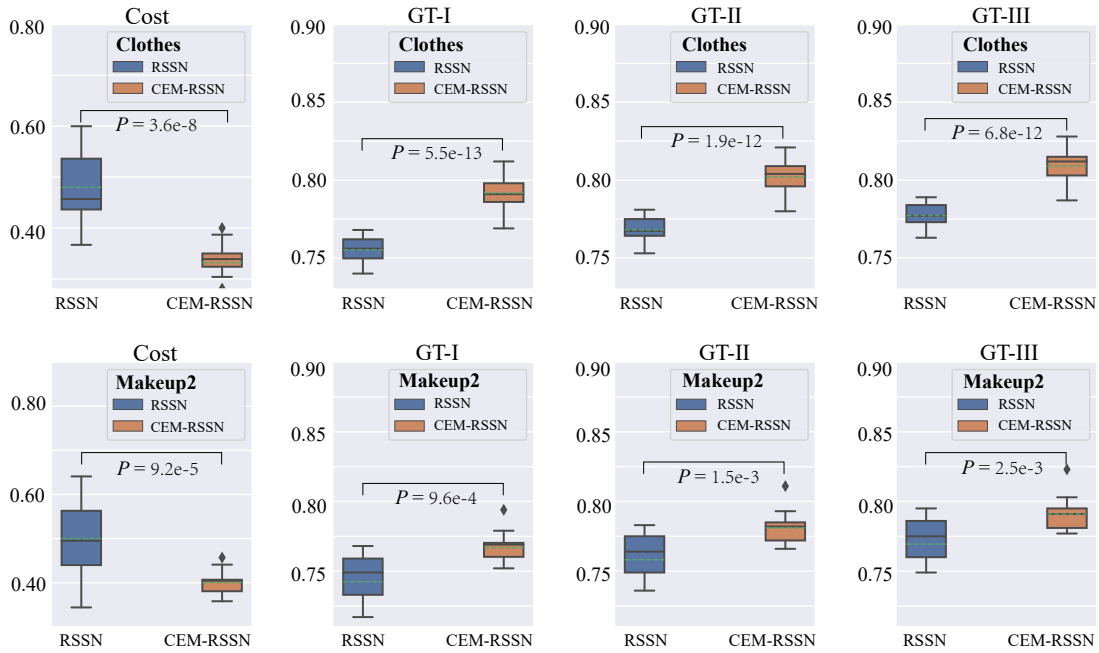 Cost
0.80
0.60
0.40
Clothes
RSSN
CEM-RSSN
P = 3.6e-8
RSSN
CEM-RSSN
GT-I
0.90
0.85
0.80
0.75
Clothes
RSSN
CEM-RSSN
P = 5.5e-13
RSSN
CEM-RSSN
GT-II
0.90
0.85
0.80
0.75
Clothes
RSSN
CEM-RSSN
P = 1.9e-12
RSSN
CEM-RSSN
GT-III
0.90
0.85
0.80
0.75
Clothes
RSSN
CEM-RSSN
P = 6.8e-12
RSSN
CEM-RSSN
Cost
0.80
0.60
0.40
Makeup2
RSSN
CEM-RSSN
P = 9.2e-5
RSSN
CEM-RSSN
GT-I
0.90
0.85
0.80
0.75
Makeup2
RSSN
CEM-RSSN
P = 9.6e-4
RSSN
CEM-RSSN
GT-II
0.90
0.85
0.80
0.75
Makeup2
RSSN
CEM-RSSN
P = 1.5e-3
RSSN
CEM-RSSN
GT-III
0.90
0.85
0.80
0.75
Makeup2
RSSN
CEM-RSSN
P = 2.5e-3
RSSN
CEM-RSSN